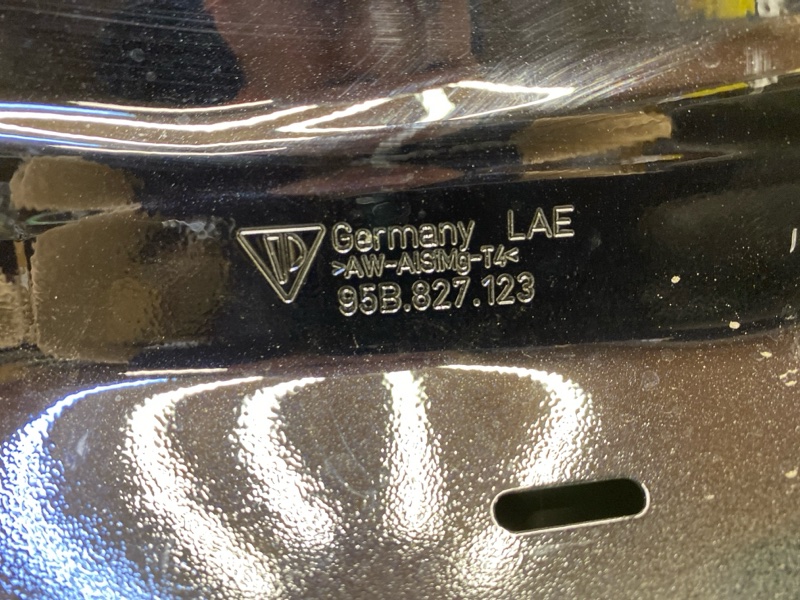 Germany LAE
>AW-AlSiMg-T4<
95B.827.123